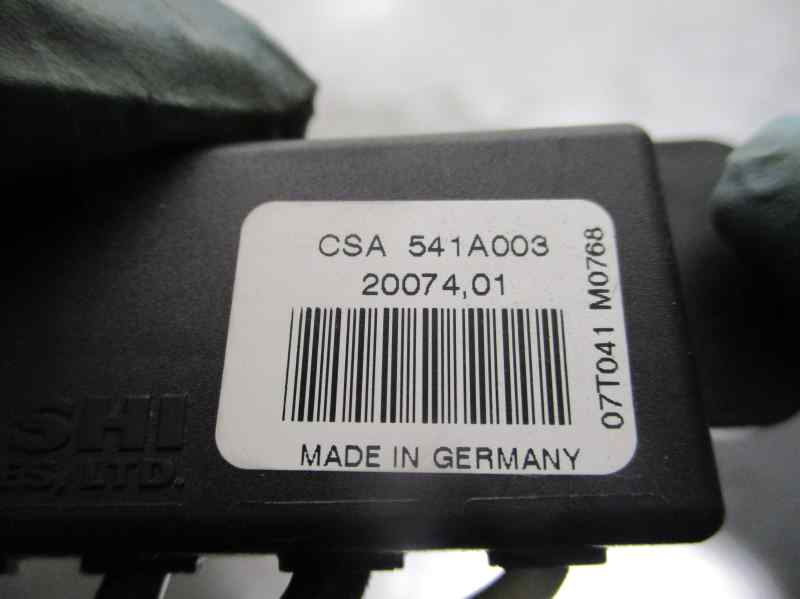 CSA 541A003
20074,01
MADE IN GERMANY
07T041 M0768
SHI
ES, LTD.